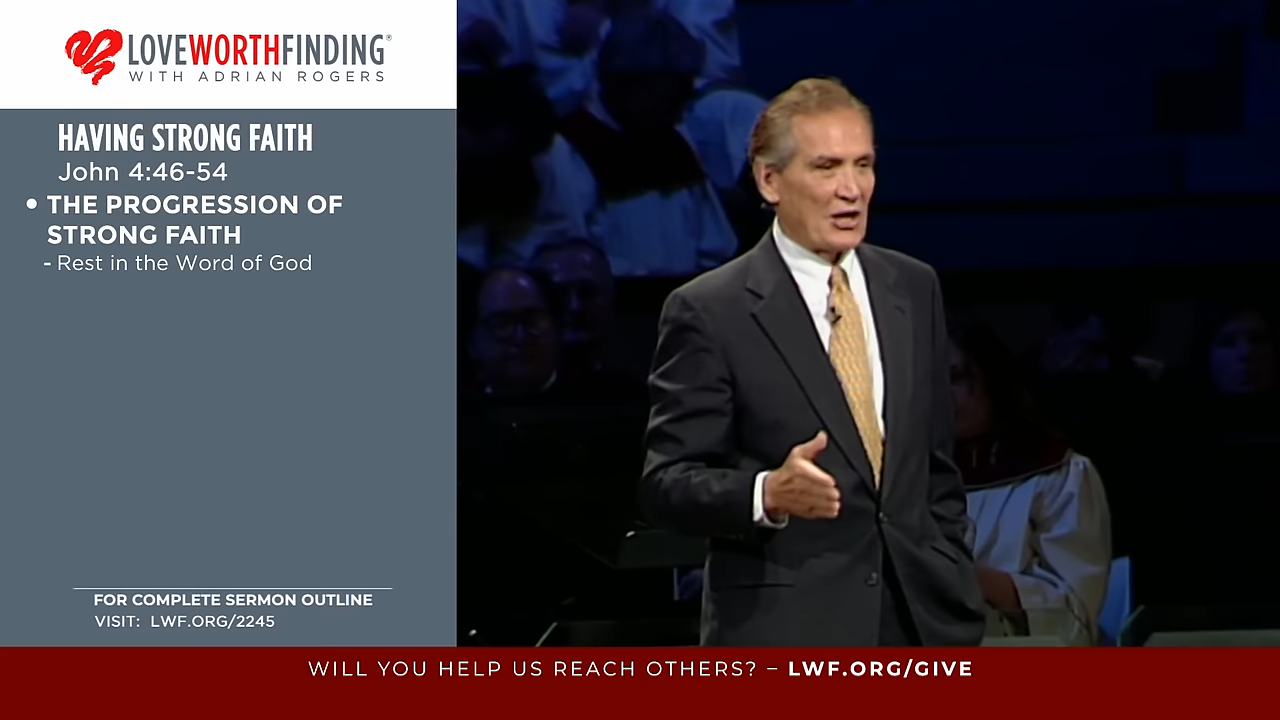 LOVEWORTHFINDING®
WITH ADRIAN ROGERS
HAVING STRONG FAITH
John 4:46-54
• THE PROGRESSION OF
STRONG FAITH
- Rest in the Word of God
FOR COMPLETE SERMON OUTLINE
VISIT: LWF.ORG/2245
WILL YOU HELP US REACH OTHERS? – LWF.ORG/GIVE